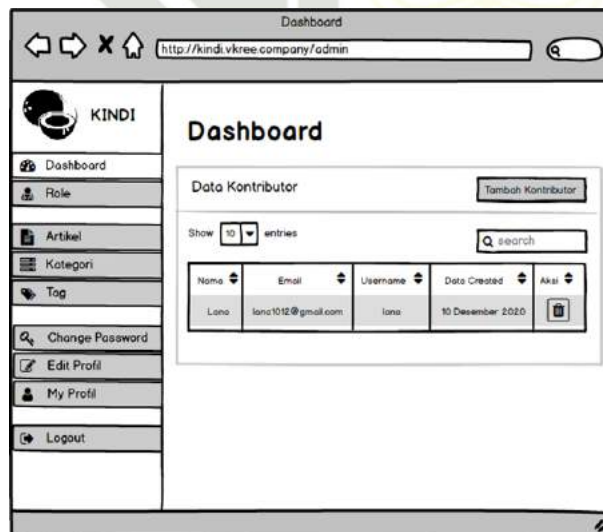 Dashboard
http://kindi.vkree.company/admin
KINDI
Dashboard
Role
Artikel
Kategori
Tag
Change Password
Edit Profil
My Profil
Logout
Dashboard
Data Kontributor
Tambah Kontributor
Show 10 entries
search
Nama Email Username Data Created Aksi
Lana lana1012@gmail.com lana 10 Desember 2020